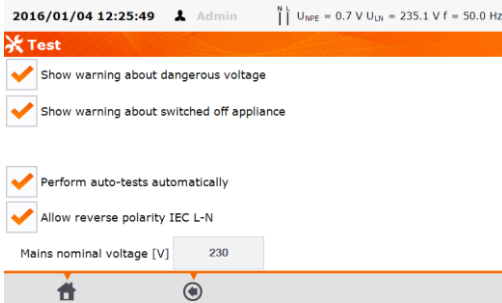 2016/01/04 12:25:49 Admin N L UNPE = 0.7 V ULN = 235.1 V f = 50.0 Hz
Test
Show warning about dangerous voltage
Show warning about switched off appliance
Perform auto-tests automatically
Allow reverse polarity IEC L-N
Mains nominal voltage [V] 230